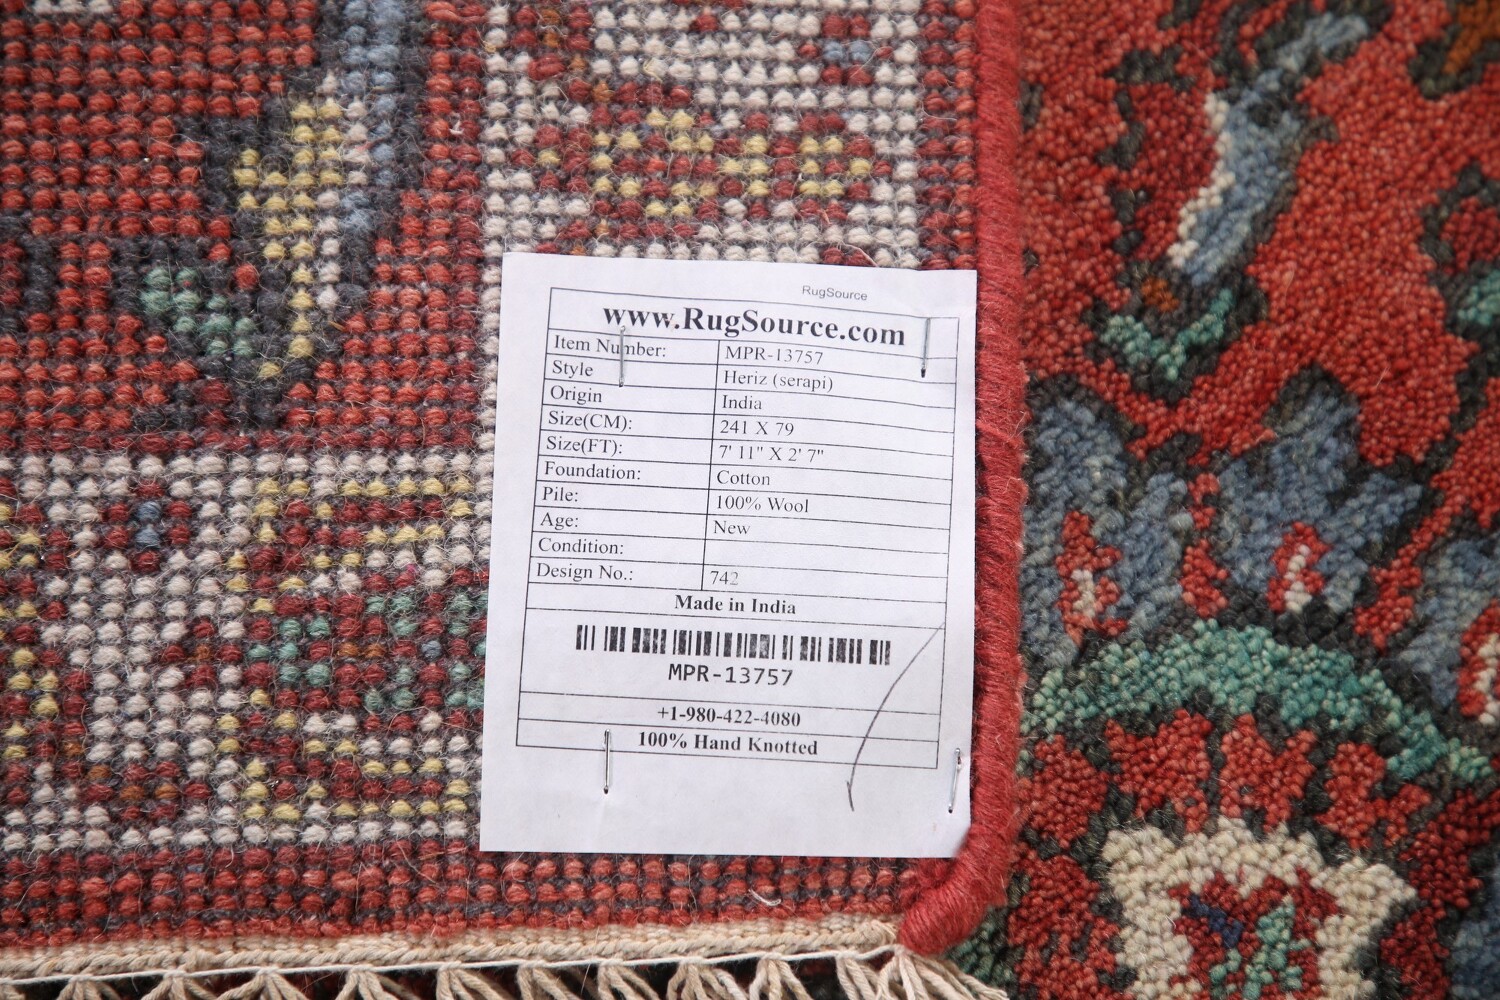 RugSource
www.RugSource.com
Item Number: MPR-13757
Style Heriz (serapi)
Origin India
Size(CM): 241 X 79
Size(FT): 7' 11" X 2' 7"
Foundation: Cotton
Pile: 100% Wool
Age: New
Condition:
Design No.: 742
Made in India
MPR-13757
+1-980-422-4080
100% Hand Knotted